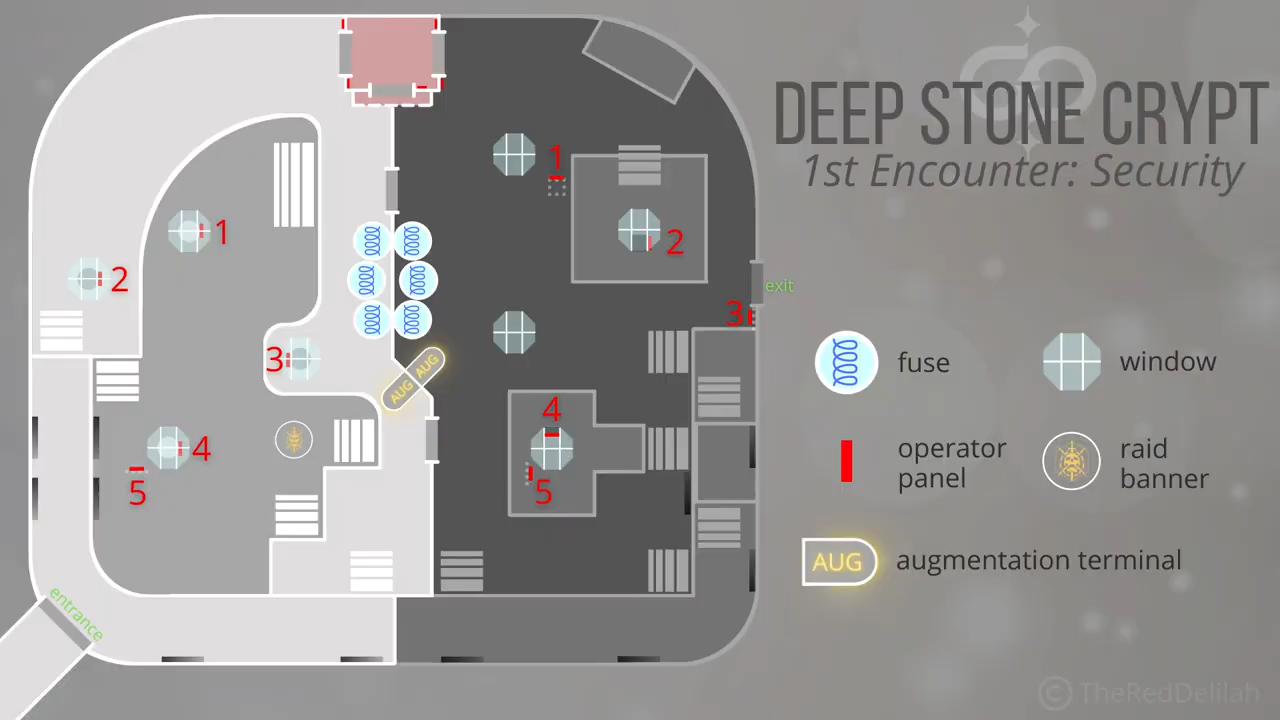 DEEP STONE CRYPT
1st Encounter: Security
1
2
3
4
5
1
2
3
4
5
AUG
AUG
entrance
exit
fuse
window
operator
panel
raid
banner
AUG
augmentation terminal
© TheRedDelilah